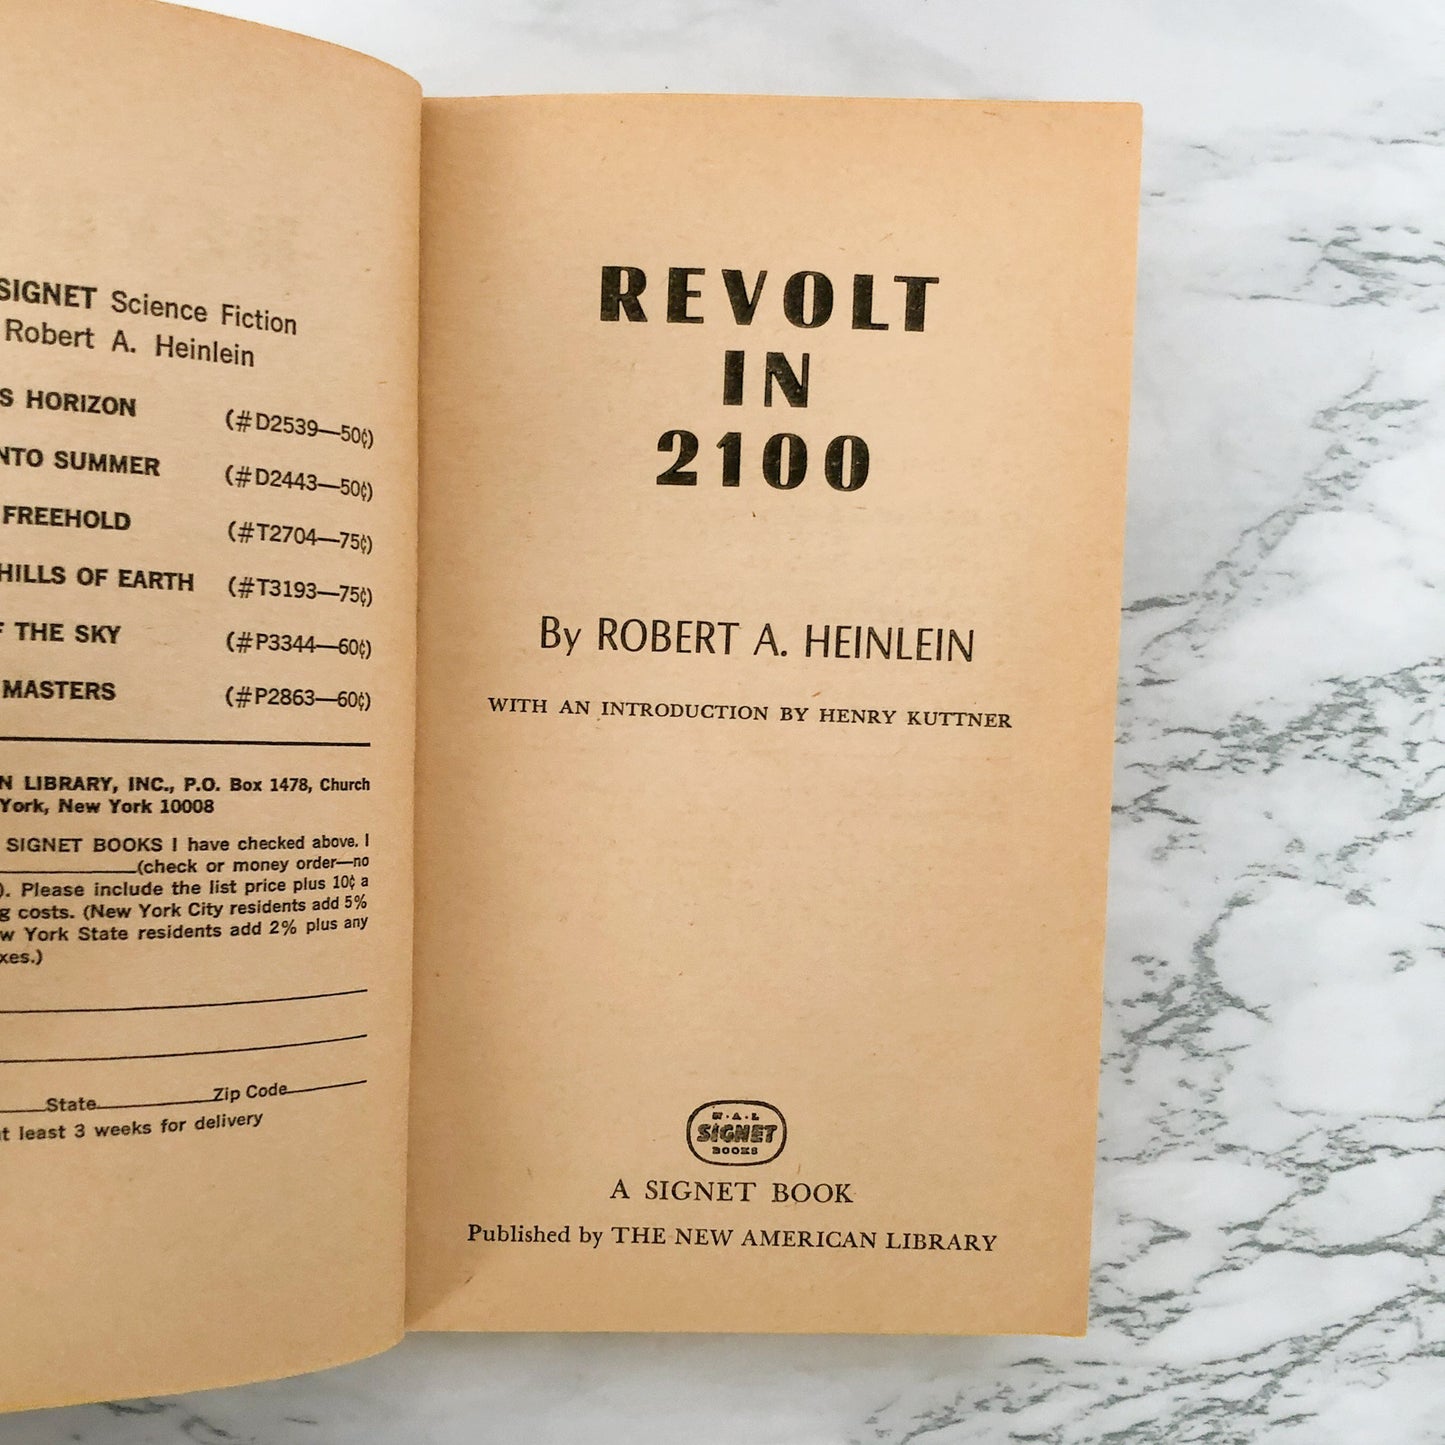 SIGNET Science Fiction
Robert A. Heinlein
S HORIZON (#D2539—50¢)
NTO SUMMER (#D2443—50¢)
FREEHOLD (#T2704—75¢)
HILLS OF EARTH (#T3193—75¢)
F THE SKY (#P3344—60¢)
MASTERS (#P2863—60¢)
N LIBRARY, INC., P.O. Box 1478, Church
York, New York 10008
SIGNET BOOKS I have checked above. I
(check or money order—no
). Please include the list price plus 10¢ a
g costs. (New York City residents add 5%
w York State residents add 2% plus any
xes.)
State Zip Code
t least 3 weeks for delivery
REVOLT
IN
2100
By ROBERT A. HEINLEIN
WITH AN INTRODUCTION BY HENRY KUTTNER
N·A·L
SIGNET
BOOKS
A SIGNET BOOK
Published by THE NEW AMERICAN LIBRARY